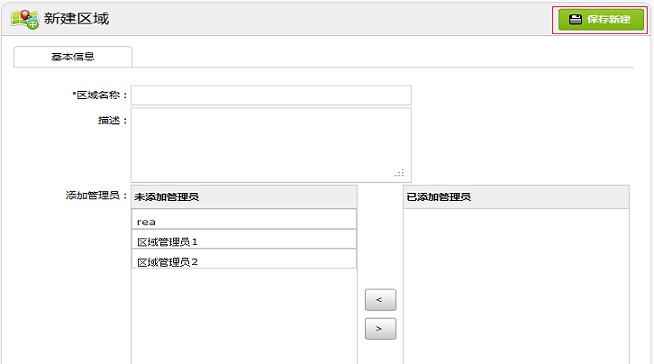 新建区域
保存新建
基本信息
*区域名称：
描述：
添加管理员：
未添加管理员
已添加管理员
rea
区域管理员1
区域管理员2
<
>